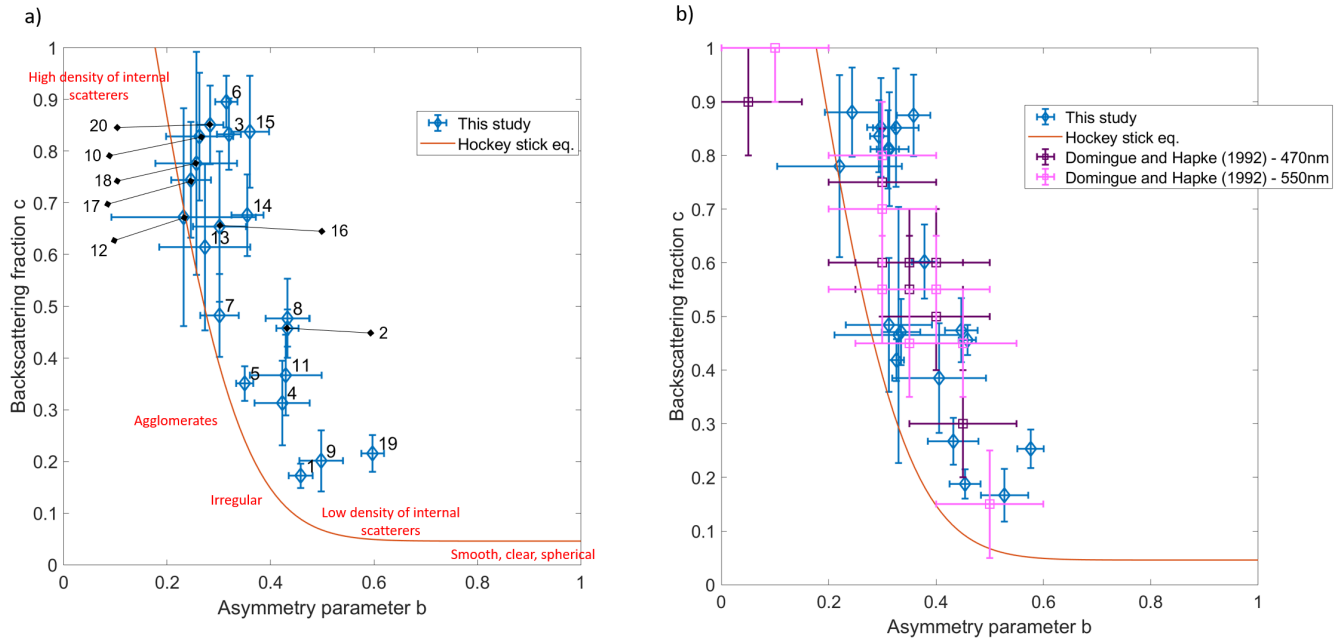 a)
1
0.9
0.8
0.7
0.6
0.5
0.4
0.3
0.2
0.1
0
0 0.2 0.4 0.6 0.8 1
Backscattering fraction c
Asymmetry parameter b
High density of internal
scatterers
6
20
3
15
10
18
17
14
12
16
13
7
8
2
5
11
4
9
19
1
Agglomerates
Irregular
Low density of internal
scatterers
Smooth, clear, spherical
This study
Hockey stick eq.
b)
1
0.9
0.8
0.7
0.6
0.5
0.4
0.3
0.2
0.1
0
0 0.2 0.4 0.6 0.8 1
Backscattering fraction c
Asymmetry parameter b
This study
Hockey stick eq.
Domingue and Hapke (1992) - 470nm
Domingue and Hapke (1992) - 550nm